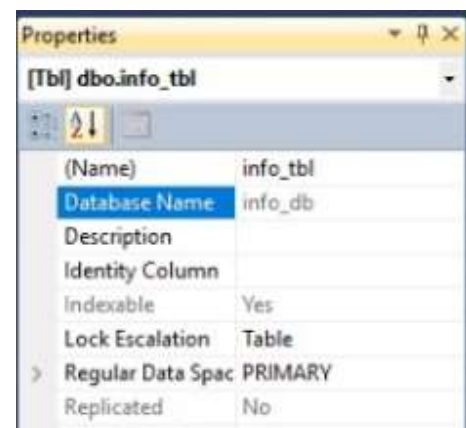 Properties
[Tbl] dbo.info_tbl
(Name) info_tbl
Database Name info_db
Description
Identity Column
Indexable Yes
Lock Escalation Table
Regular Data Spac PRIMARY
Replicated No